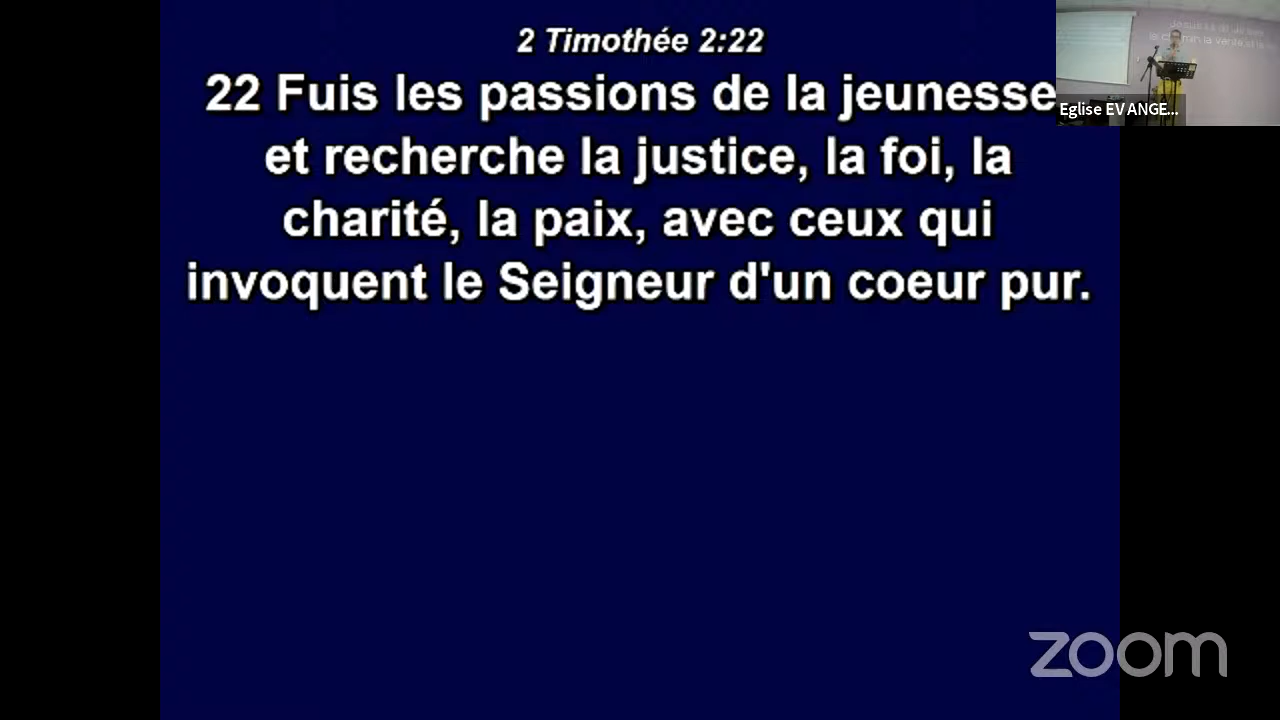 2 Timothée 2:22
22 Fuis les passions de la jeunesse
et recherche la justice, la foi, la
charité, la paix, avec ceux qui
invoquent le Seigneur d'un coeur pur.
Eglise EVANGE...
zoom